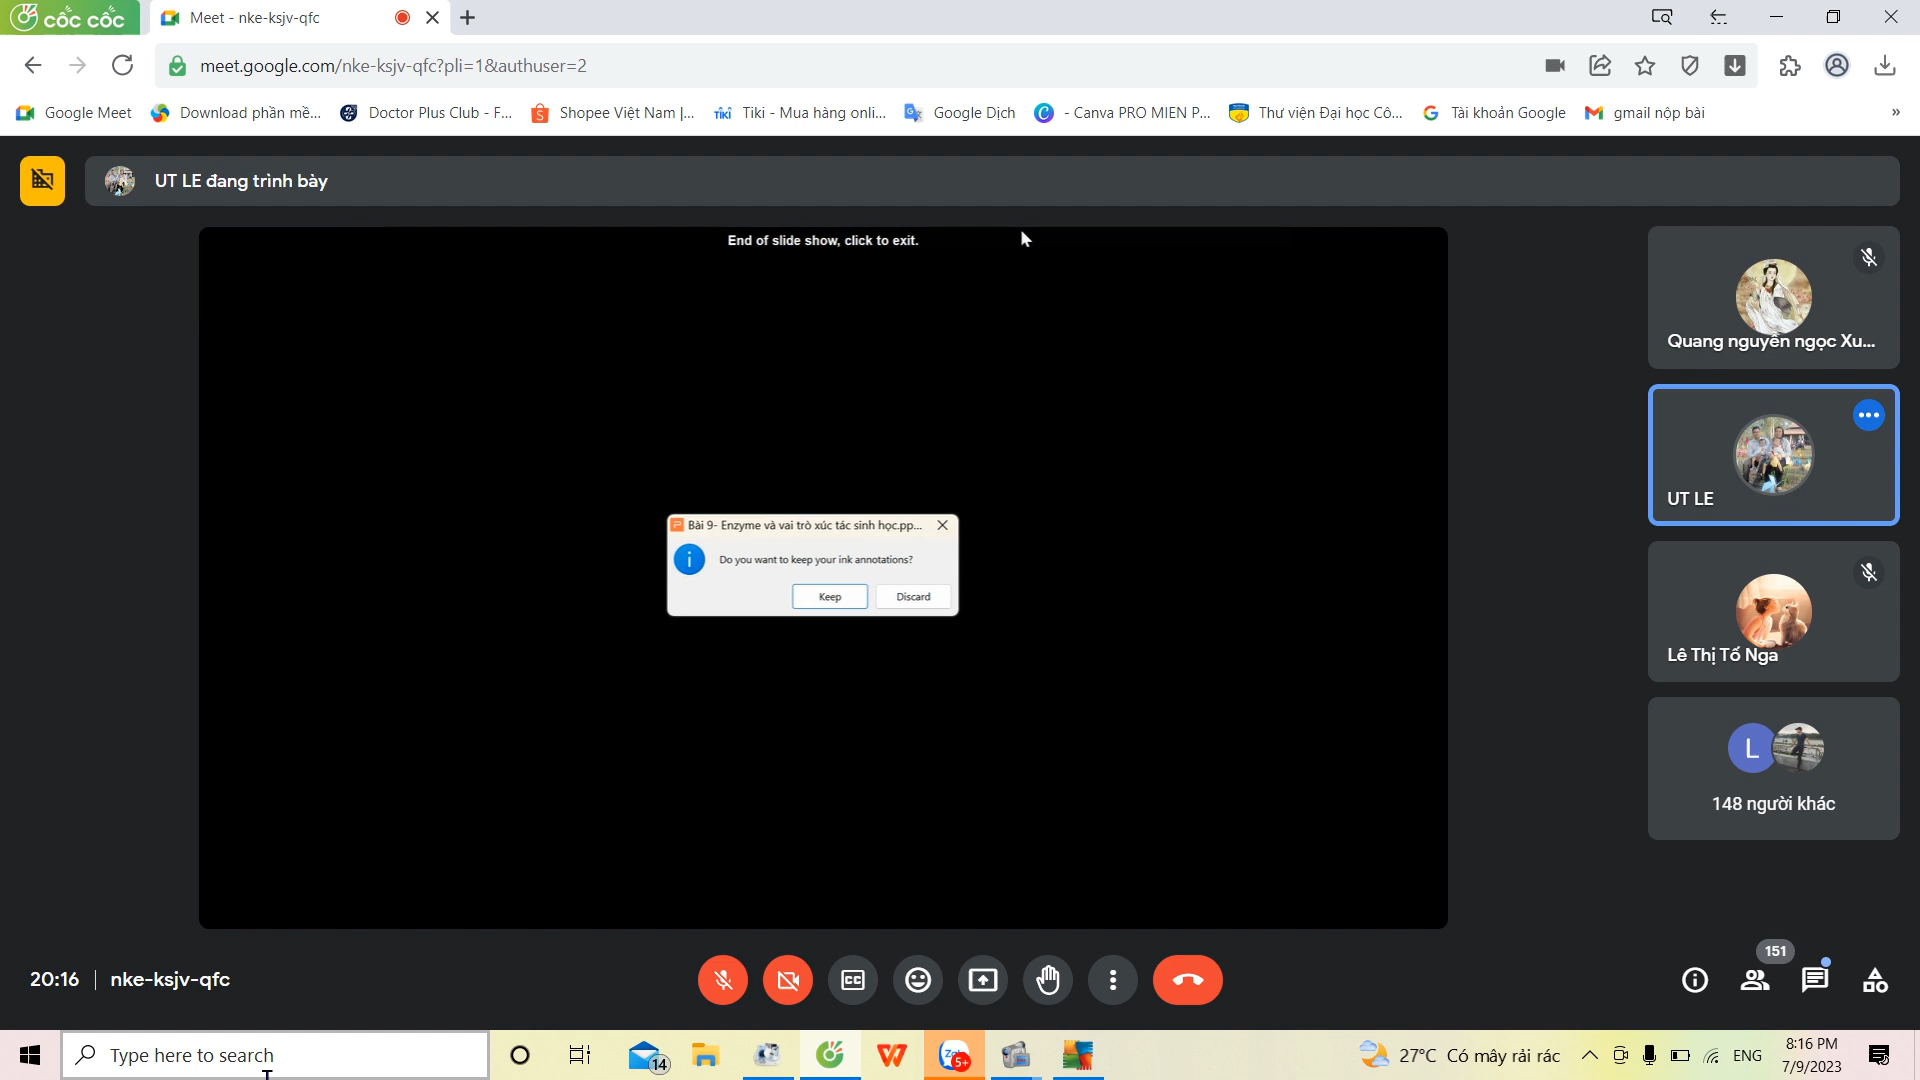 cốc cốc
Meet - nke-ksjv-qfc
meet.google.com/nke-ksjv-qfc?pli=1&authuser=2
Google Meet
Download phần mề...
Doctor Plus Club - F...
Shopee Việt Nam |...
TIKI
Tiki - Mua hàng onli...
Google Dịch
- Canva PRO MIEN P...
Thư viện Đại học Cô...
Tài khoản Google
gmail nộp bài
»
UT LE đang trình bày
End of slide show, click to exit.
Quang nguyễn ngọc Xu...
Bài 9- Enzyme và vai trò xúc tác sinh học.pp...
Do you want to keep your ink annotations?
Keep
Discard
UT LE
Lê Thị Tố Nga
L
148 người khác
20:16
nke-ksjv-qfc
151
Type here to search
14
Zalo
5+
27°C Có mây rải rác
ENG
8:16 PM
7/9/2023